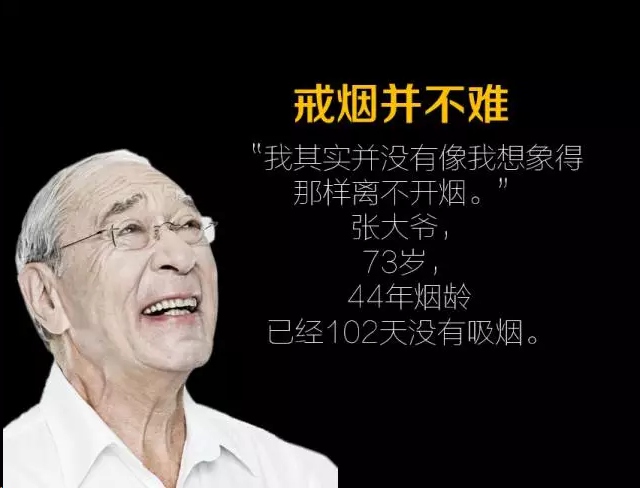 戒烟并不难
“我其实并没有像我想象得
那样离不开烟。”
张大爷，
73岁，
44年烟龄
已经102天没有吸烟。